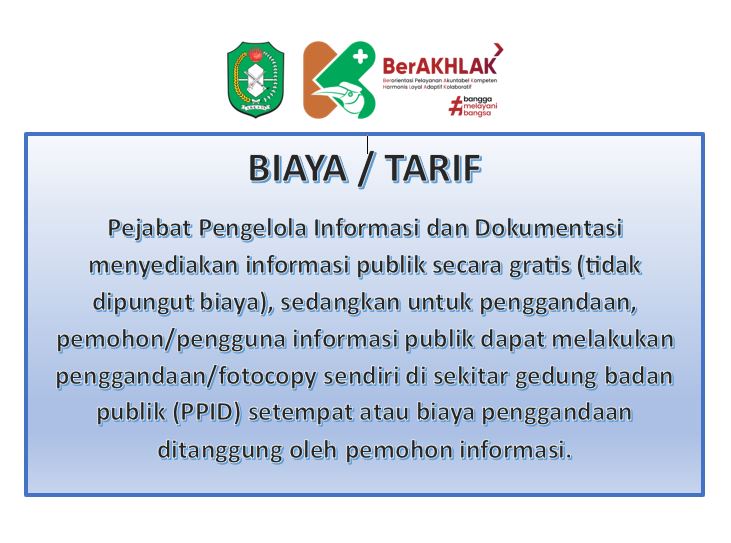 BerAKHLAK
Berorientasi Pelayanan Akuntabel Kompeten
Harmonis Loyal Adaptif Kolaboratif
#bangga
melayani
bangsa
BIAYA / TARIF
Pejabat Pengelola Informasi dan Dokumentasi
menyediakan informasi publik secara gratis (tidak
dipungut biaya), sedangkan untuk penggandaan,
pemohon/pengguna informasi publik dapat melakukan
penggandaan/fotocopy sendiri di sekitar gedung badan
publik (PPID) setempat atau biaya penggandaan
ditanggung oleh pemohon informasi.